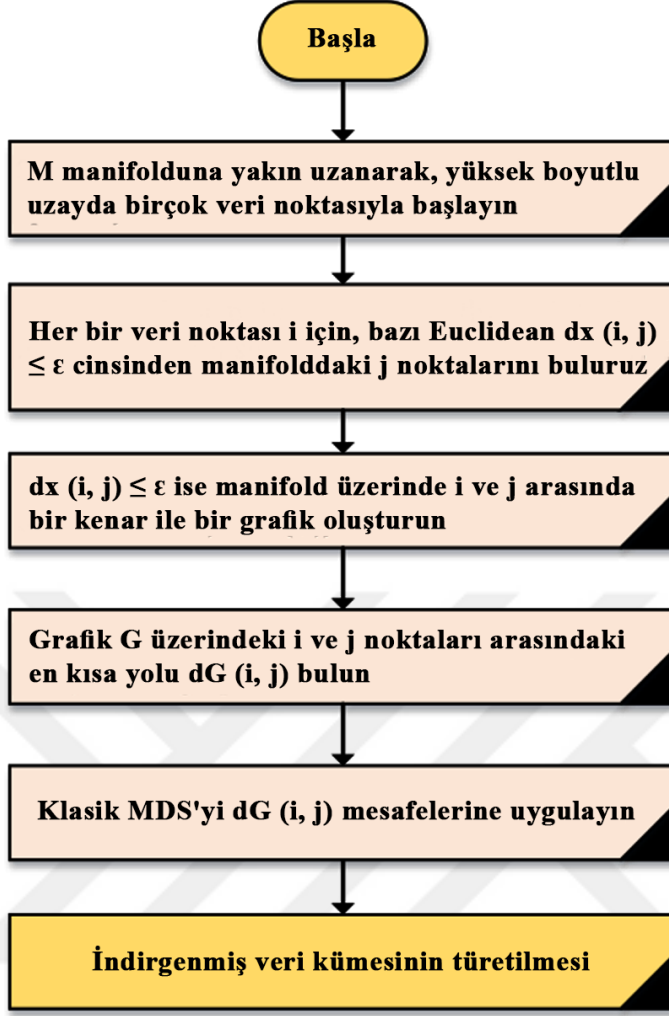 Başla
M manifolduna yakın uzanarak, yüksek boyutlu
uzayda birçok veri noktasıyla başlayın
Her bir veri noktası i için, bazı Euclidean dx (i, j)
≤ ε cinsinden manifolddaki j noktalarını buluruz
dx (i, j) ≤ ε ise manifold üzerinde i ve j arasında
bir kenar ile bir grafik oluşturun
Grafik G üzerindeki i ve j noktaları arasındaki
en kısa yolu dG (i, j) bulun
Klasik MDS'yi dG (i, j) mesafelerine uygulayın
İndirgenmiş veri kümesinin türetilmesi